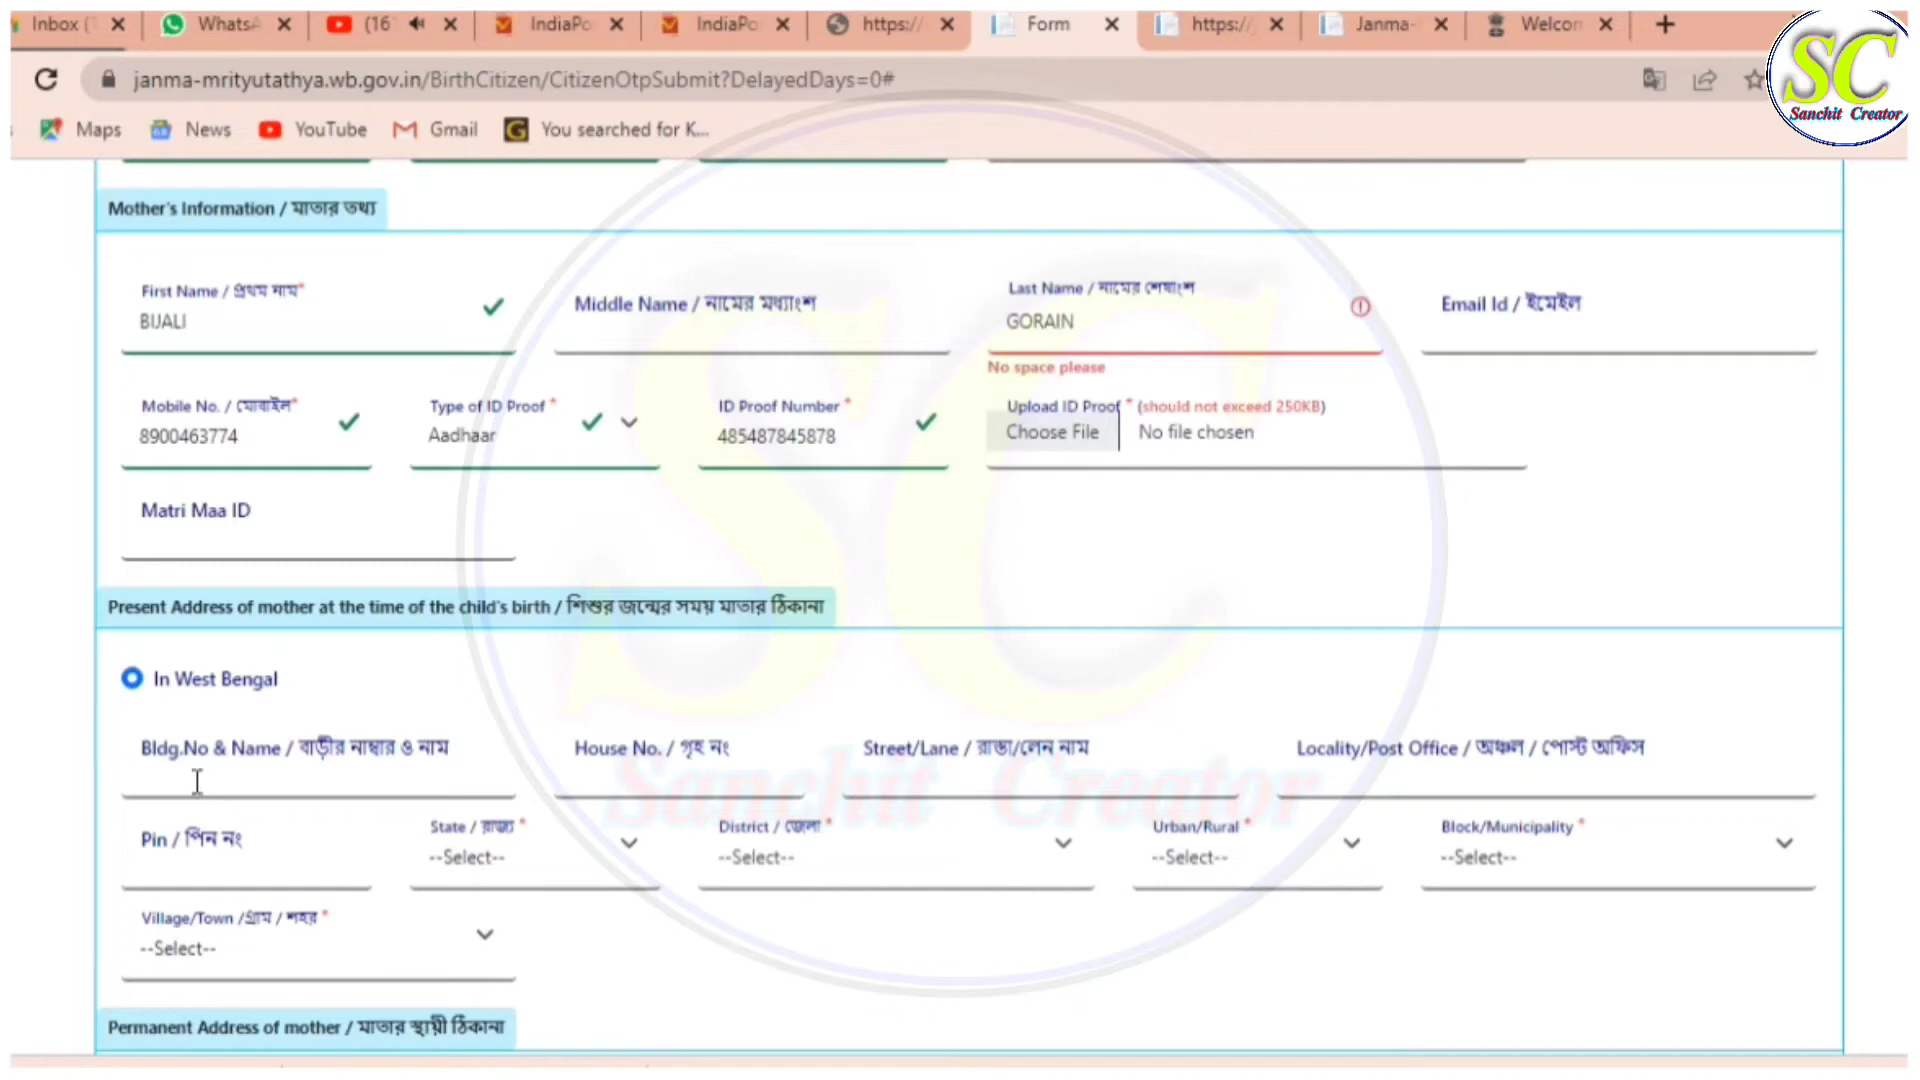 Inbox (
WhatsA
(16
IndiaPo
IndiaPo
https://
Form
https://
Janma-
Welcon
janma-mrityutathya.wb.gov.in/BirthCitizen/CitizenOtpSubmit?DelayedDays=0#
SC
Sanchit Creator
Maps
News
YouTube
Gmail
You searched for K...
Mother's Information / মাতার তথ্য
First Name / প্রথম নাম*
BIJALI
Middle Name / নামের মধ্যাংশ
Last Name / নামের শেষাংশ
GORAIN
No space please
Email Id / ইমেইল
Mobile No. / মোবাইল*
8900463774
Type of ID Proof *
Aadhaar
ID Proof Number *
485487845878
Upload ID Proof * (should not exceed 250KB)
Choose File No file chosen
Matri Maa ID
Present Address of mother at the time of the child's birth / শিশুর জন্মের সময় মাতার ঠিকানা
In West Bengal
Bldg.No & Name / বাড়ীর নাম্বার ও নাম
House No. / গৃহ নং
Street/Lane / রাস্তা/লেন নাম
Locality/Post Office / অঞ্চল / পোস্ট অফিস
Sanchit Creator
Pin / পিন নং
State / রাজ্য *
--Select--
District / জেলা *
--Select--
Urban/Rural *
--Select--
Block/Municipality *
--Select--
Village/Town /গ্রাম / শহর *
--Select--
Permanent Address of mother / মাতার স্থায়ী ঠিকানা